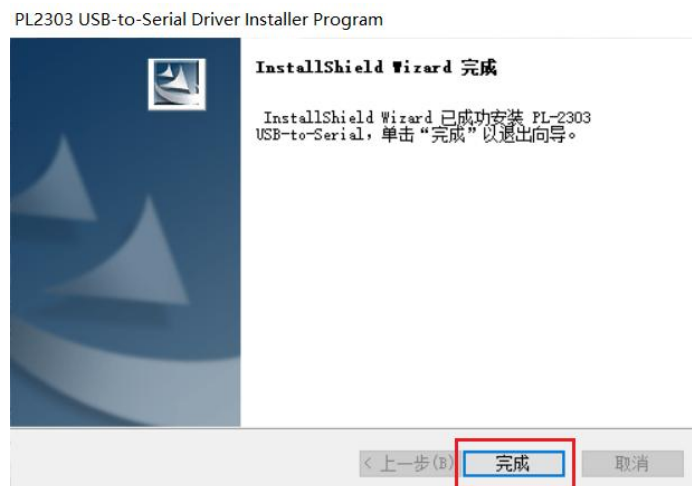 PL2303 USB-to-Serial Driver Installer Program
InstallShield Wizard 完成
InstallShield Wizard 已成功安装 PL-2303
USB-to-Serial，单击“完成”以退出向导。
< 上一步(B)
完成
取消